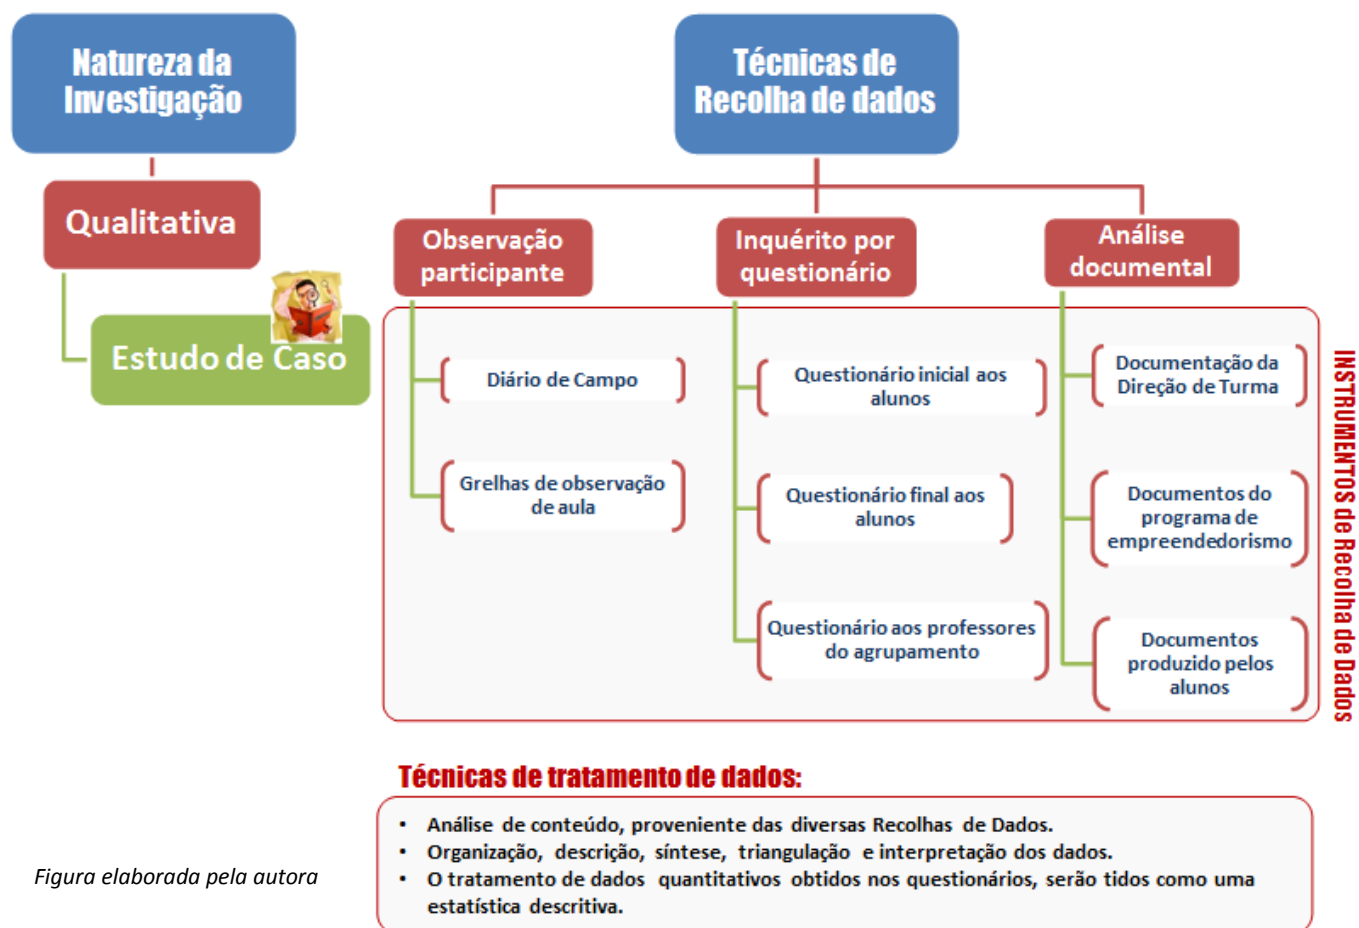 Natureza da
Investigação
Qualitativa
Estudo de Caso
Técnicas de
Recolha de dados
Observação
participante
Diário de Campo
Grelhas de observação
de aula
Inquérito por
questionário
Questionário inicial aos
alunos
Questionário final aos
alunos
Questionário aos professores
do agrupamento
Análise
documental
Documentação da
Direção de Turma
Documentos do
programa de
empreendedorismo
Documentos
produzido pelos
alunos
INSTRUMENTOS de Recolha de Dados
Técnicas de tratamento de dados:
• Análise de conteúdo, proveniente das diversas Recolhas de Dados.
• Organização, descrição, síntese, triangulação e interpretação dos dados.
• O tratamento de dados quantitativos obtidos nos questionários, serão tidos como uma
estatística descritiva.
Figura elaborada pela autora